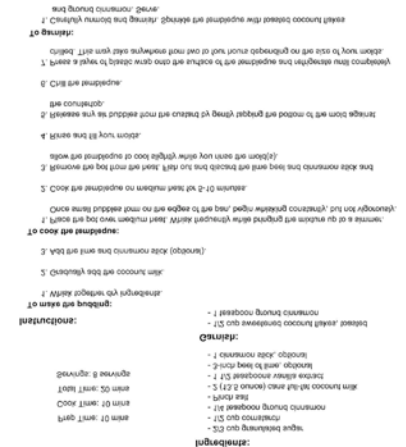 Prep Time: 10 mins
Cook Time: 10 mins
Total Time: 20 mins
Servings: 8 servings
Ingredients:
- 2/3 cup granulated sugar
- 1/2 cup cornstarch
- 1/4 teaspoon ground cinnamon
- Pinch salt
- 2 (13.5 ounce) cans full-fat coconut milk
- 1 1/2 teaspoons vanilla extract
- 3-inch peel of lime, optional
- 1 cinnamon stick, optional
Garnish:
- 1/2 cup sweetened coconut flakes, toasted
- 1 teaspoon ground cinnamon
Instructions:
To make the pudding:
1. Whisk together dry ingredients.
2. Gradually add the coconut milk.
3. Add the lime and cinnamon stick (optional).
To cook the tembleque:
1. Place the pot over medium heat. Whisk frequently while bringing the mixture up to a simmer.
Once small bubbles form on the edges of the pan, begin whisking constantly, but not vigorously.
2. Cook the tembleque on medium heat for 5-10 minutes.
3. Remove the pot from the heat. Fish out and discard the lime peel and cinnamon stick and
allow the tembleque to cool slightly while you rinse the mold(s).
4. Rinse and fill your molds.
5. Release any air bubbles from the custard by gently tapping the bottom of the mold against
the countertop.
6. Chill the tembleque.
7. Press a layer of plastic wrap onto the surface of the tembleque and refrigerate until completely
chilled. This may take anywhere from two to four hours depending on the size of your molds.
To garnish:
1. Carefully unmold and garnish. Sprinkle the tembleque with toasted coconut flakes
and ground cinnamon. Serve.